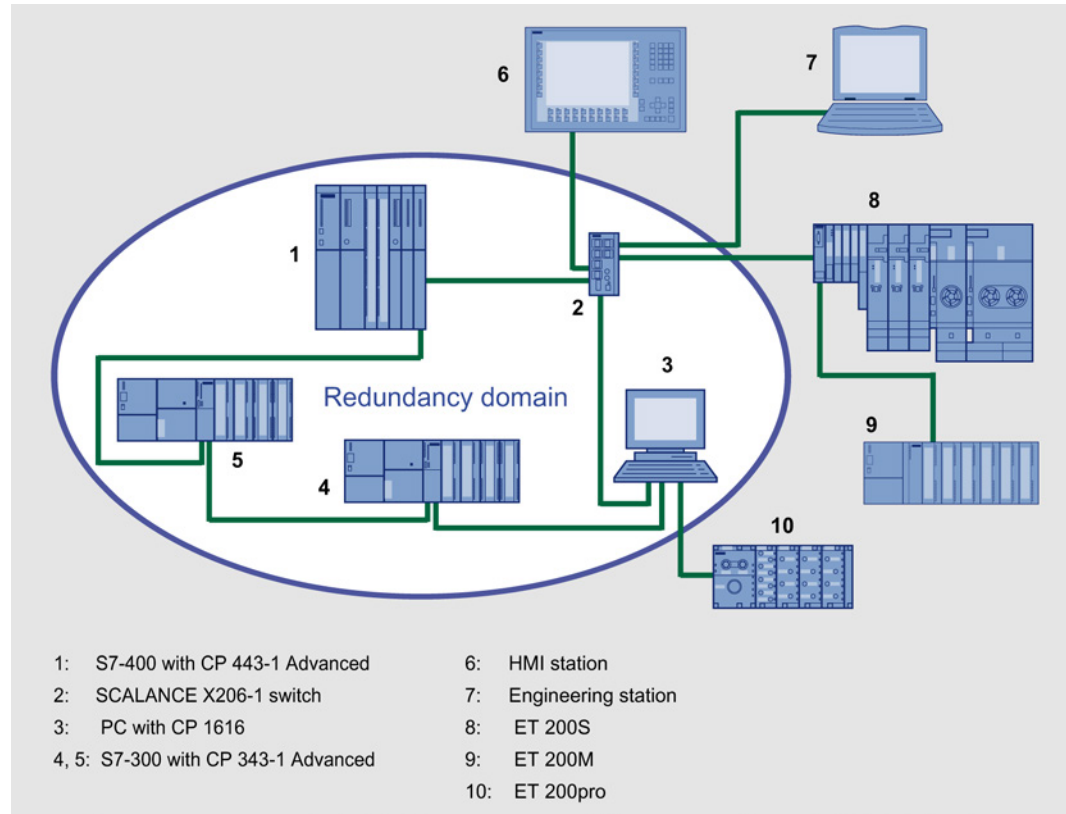 6
7
8
1
2
3
Redundancy domain
9
5
4
10
1: S7-400 with CP 443-1 Advanced
2: SCALANCE X206-1 switch
3: PC with CP 1616
4, 5: S7-300 with CP 343-1 Advanced
6: HMI station
7: Engineering station
8: ET 200S
9: ET 200M
10: ET 200pro